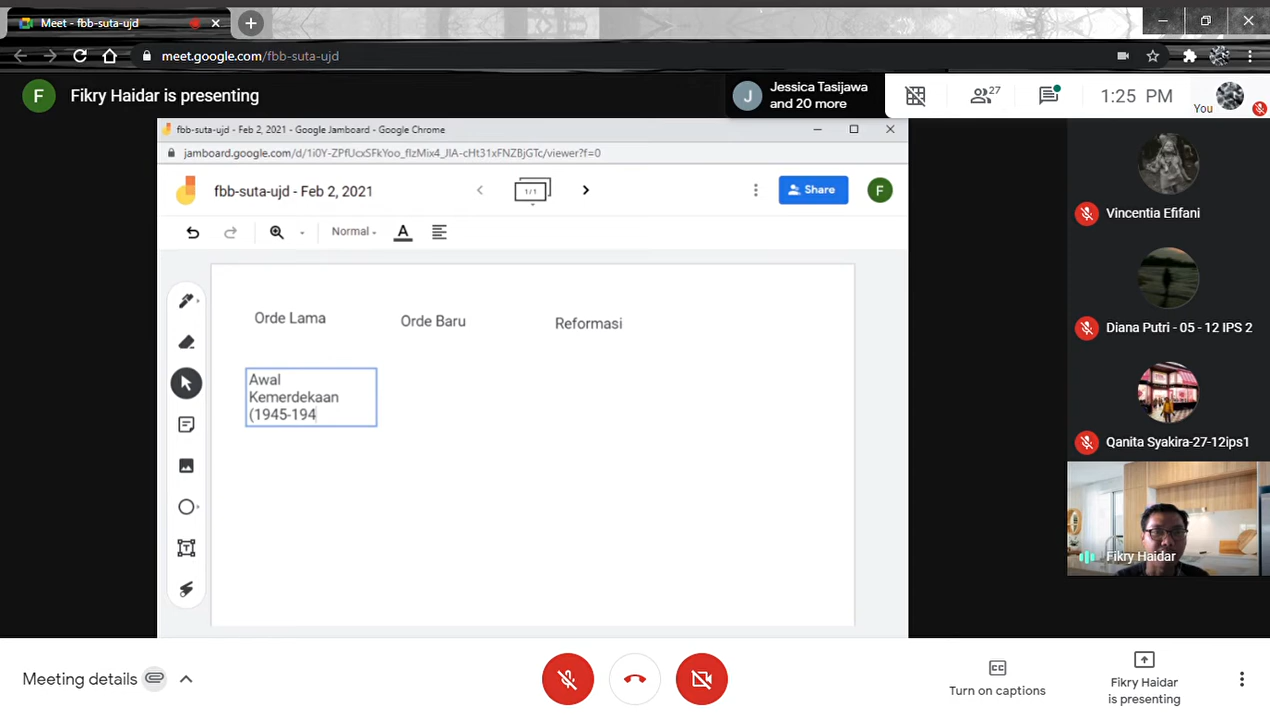 Meet - fbb-suta-ujd
meet.google.com/fbb-suta-ujd
F
Fikry Haidar is presenting
J
Jessica Tasijawa
and 20 more
27
1:25 PM
You
fbb-suta-ujd - Feb 2, 2021 - Google Jamboard - Google Chrome
jamboard.google.com/d/1i0Y-ZPfUcxSFkYoo_fIzMix4_JIA-cHt31xFNZBjGTc/viewer?f=0
fbb-suta-ujd - Feb 2, 2021
1/1
Share
F
Normal
A
Orde Lama
Orde Baru
Reformasi
Awal
Kemerdekaan
(1945-194
Vincentia Efifani
Diana Putri - 05 - 12 IPS 2
Qanita Syakira-27-12ips1
Fikry Haidar
Meeting details
Turn on captions
Fikry Haidar
is presenting